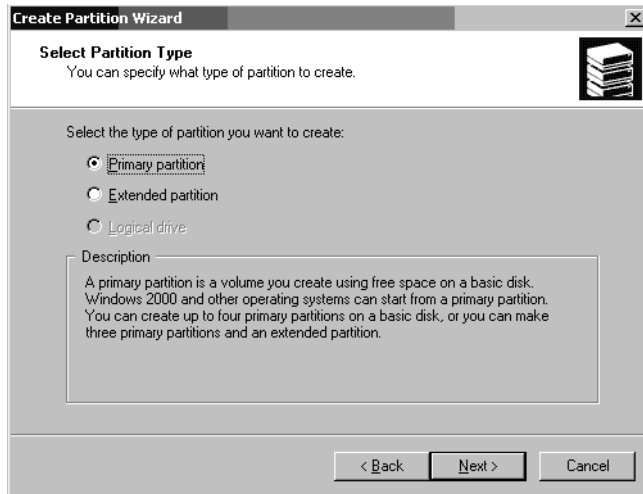 Create Partition Wizard
Select Partition Type
You can specify what type of partition to create.
Select the type of partition you want to create:
Primary partition
Extended partition
Logical drive
Description
A primary partition is a volume you create using free space on a basic disk.
Windows 2000 and other operating systems can start from a primary partition.
You can create up to four primary partitions on a basic disk, or you can make
three primary partitions and an extended partition.
< Back Next > Cancel